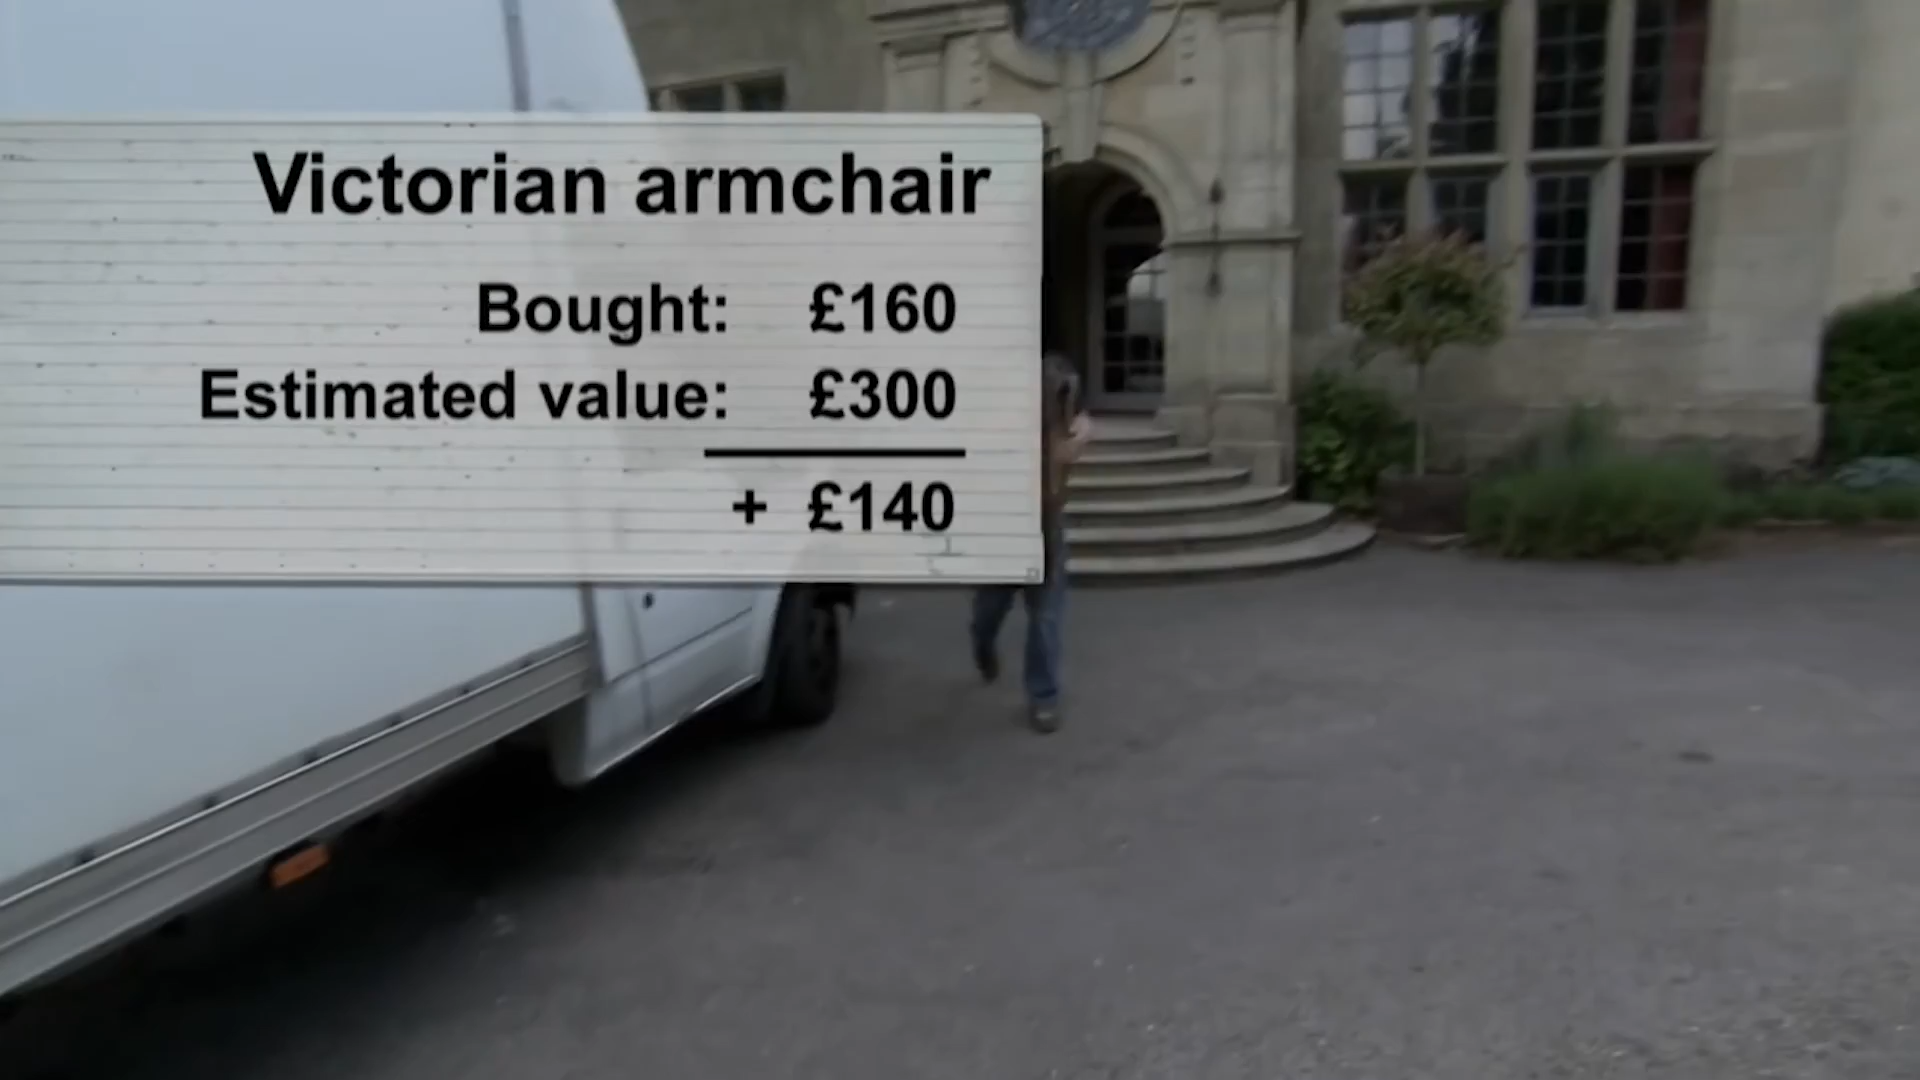 Victorian armchair
Bought: £160
Estimated value: £300
+ £140